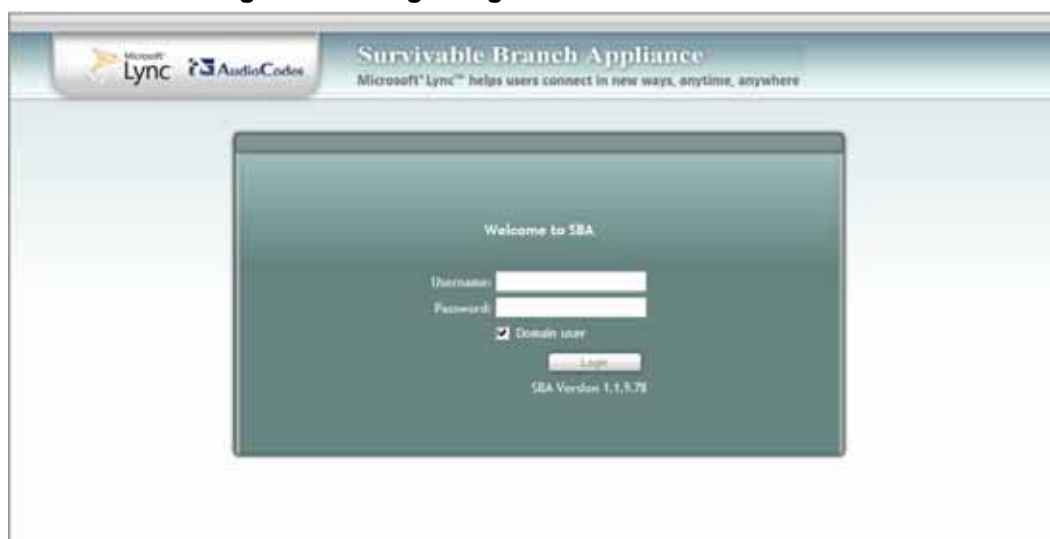 Microsoft
Lync
AudioCodes
Survivable Branch Appliance
Microsoft® Lync™ helps users connect in new ways, anytime, anywhere
Welcome to SBA
Username:
Password:
Domain user
Login
SBA Version 1.1.9.78